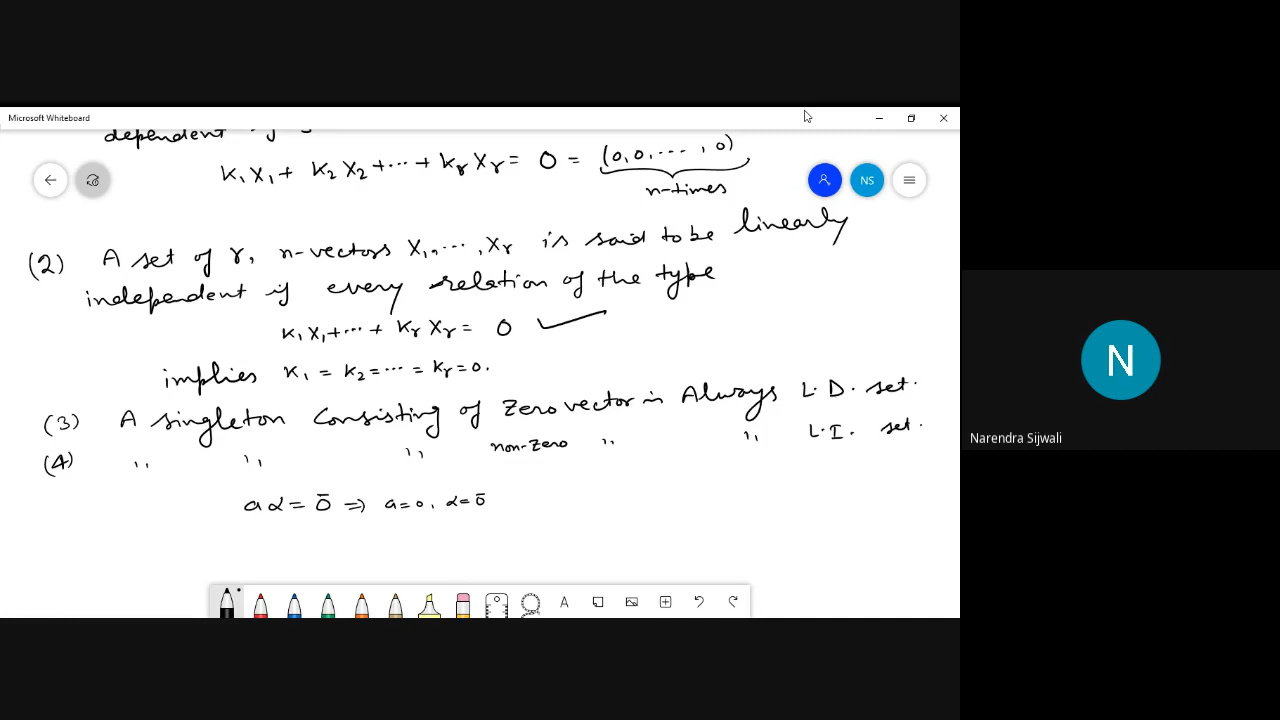 Microsoft Whiteboard
dependent if
K₁X₁ + K₂X₂ + ... + KᵣXᵣ = 0 = (0, 0, ..., 0)
n-times
NS
(2) A set of r, n-vectors X₁, ..., Xᵣ is said to be linearly
independent if every relation of the type
K₁X₁ + ... + KᵣXᵣ = 0 ✓
implies K₁ = K₂ = ... = Kᵣ = 0.
(3) A singleton Consisting of Zero vector is Always L.D. set.
(4) " " " non-zero " " L.I. set.
aα = 0̄ ⇒ a = 0, α = 0̄
N
Narendra Sijwali
A